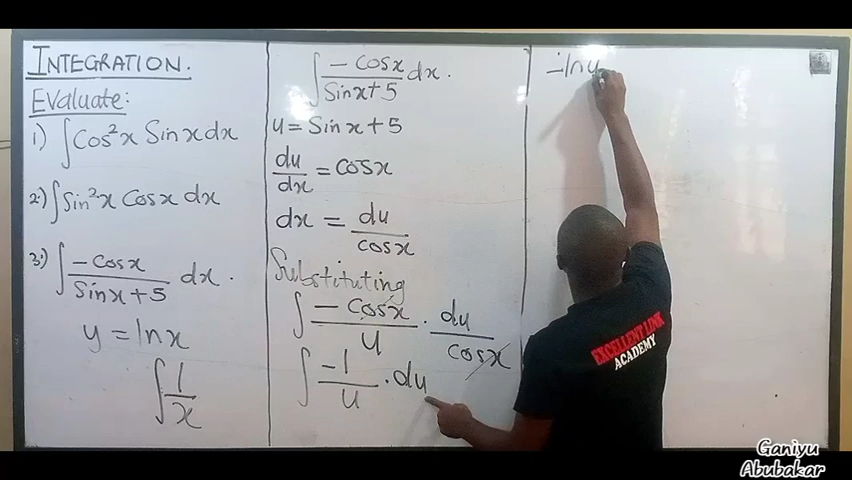 INTEGRATION.
Evaluate:
1) ∫Cos²x Sinx dx
2.) ∫Sin²x Cosx dx
3.) ∫ -Cosx / Sinx+5 dx.
y = lnx
∫ 1/x
∫ -Cosx / Sinx+5 dx.
u = Sinx+5
du/dx = Cosx
dx = du/cosx
Substituting
∫ -Cosx / u . du / cosx
∫ -1/u . du
-ln u
EXCELLENT LINK
ACADEMY
Ganiyu
Abubakar